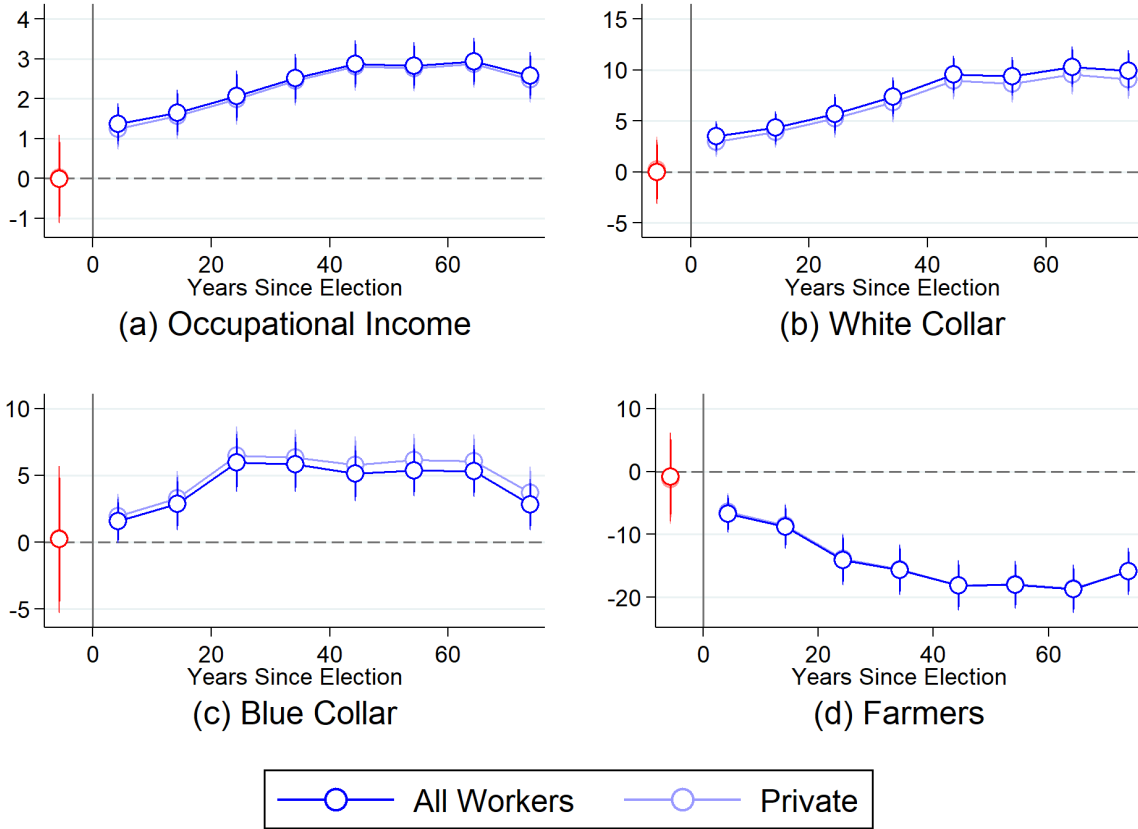 4
3
2
1
0
-1
0 20 40 60
Years Since Election
(a) Occupational Income
15
10
5
0
-5
0 20 40 60
Years Since Election
(b) White Collar
10
5
0
-5
0 20 40 60
Years Since Election
(c) Blue Collar
10
0
-10
-20
0 20 40 60
Years Since Election
(d) Farmers
All Workers Private